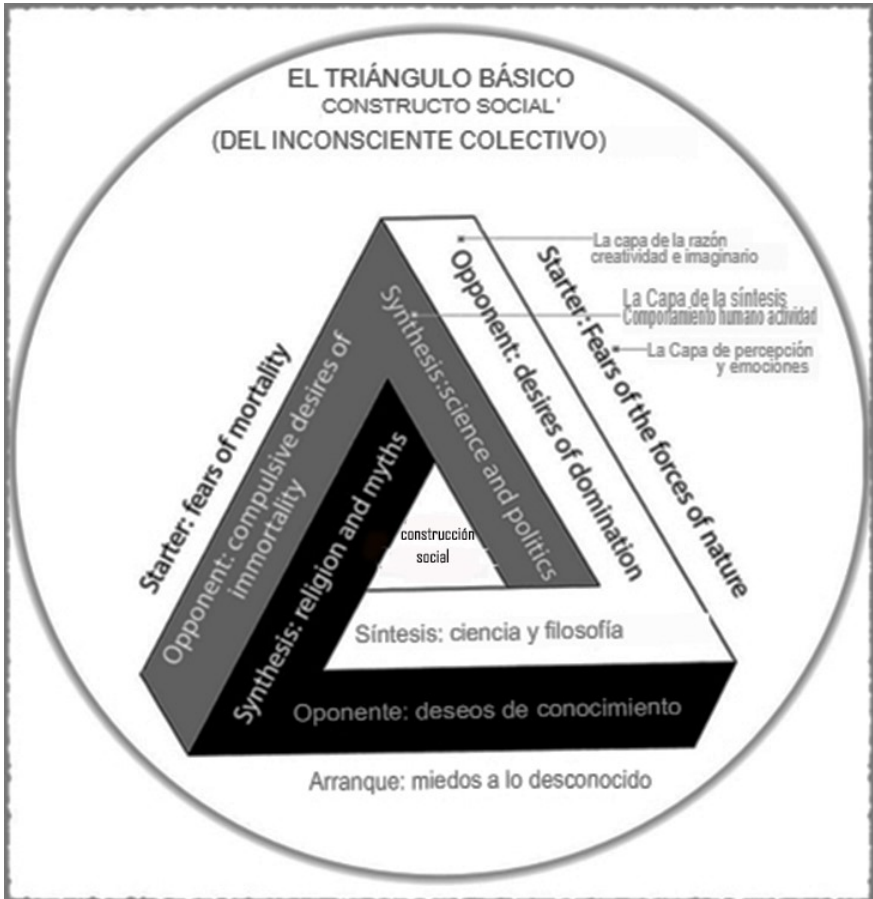 EL TRIÁNGULO BÁSICO
CONSTRUCTO SOCIAL'
(DEL INCONSCIENTE COLECTIVO)
La capa de la razón
creatividad e imaginario
La Capa de la síntesis
Comportamiento humano actividad
La Capa de percepción
y emociones
Starter: fears of mortality
Opponent: compulsive desires of
immortality
Synthesis: religion and myths
Synthesis:science and politics
Opponent: desires of domination
Starter: Fears of the forces of nature
construcción
social
Síntesis: ciencia y filosofía
Oponente: deseos de conocimiento
Arranque: miedos a lo desconocido